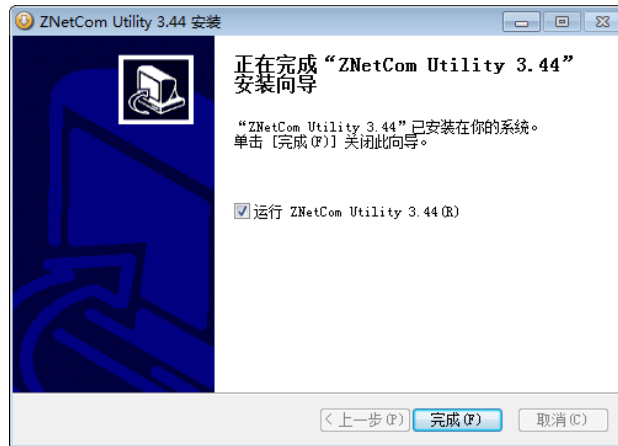 ZNetCom Utility 3.44 安装
正在完成“ZNetCom Utility 3.44”
安装向导
“ZNetCom Utility 3.44”已安装在你的系统。
单击 [完成(F)] 关闭此向导。
运行 ZNetCom Utility 3.44(R)
< 上一步(P) 完成(F) 取消(C)